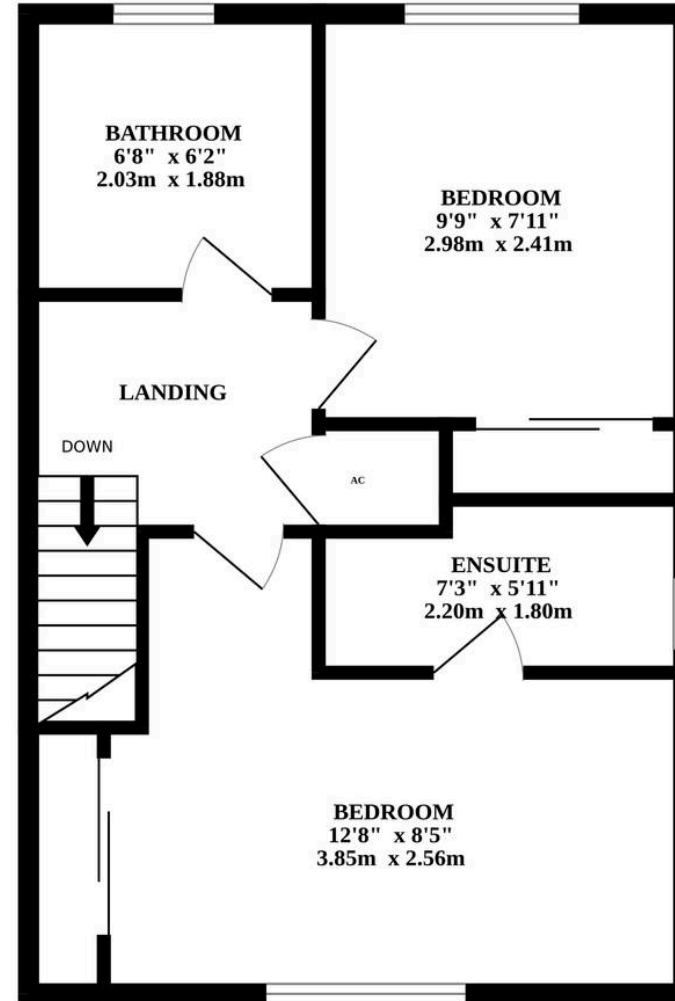 BATHROOM
6'8" x 6'2"
2.03m x 1.88m
BEDROOM
9'9" x 7'11"
2.98m x 2.41m
LANDING
DOWN
AC
ENSUITE
7'3" x 5'11"
2.20m x 1.80m
BEDROOM
12'8" x 8'5"
3.85m x 2.56m